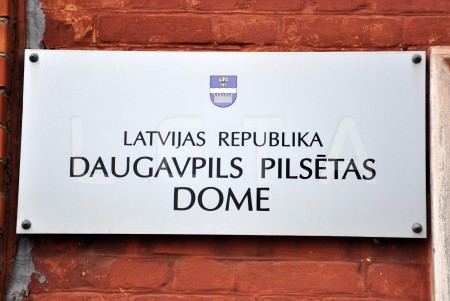 LATVIJAS REPUBLIKA
DAUGAVPILS PILSĒTAS
DOME